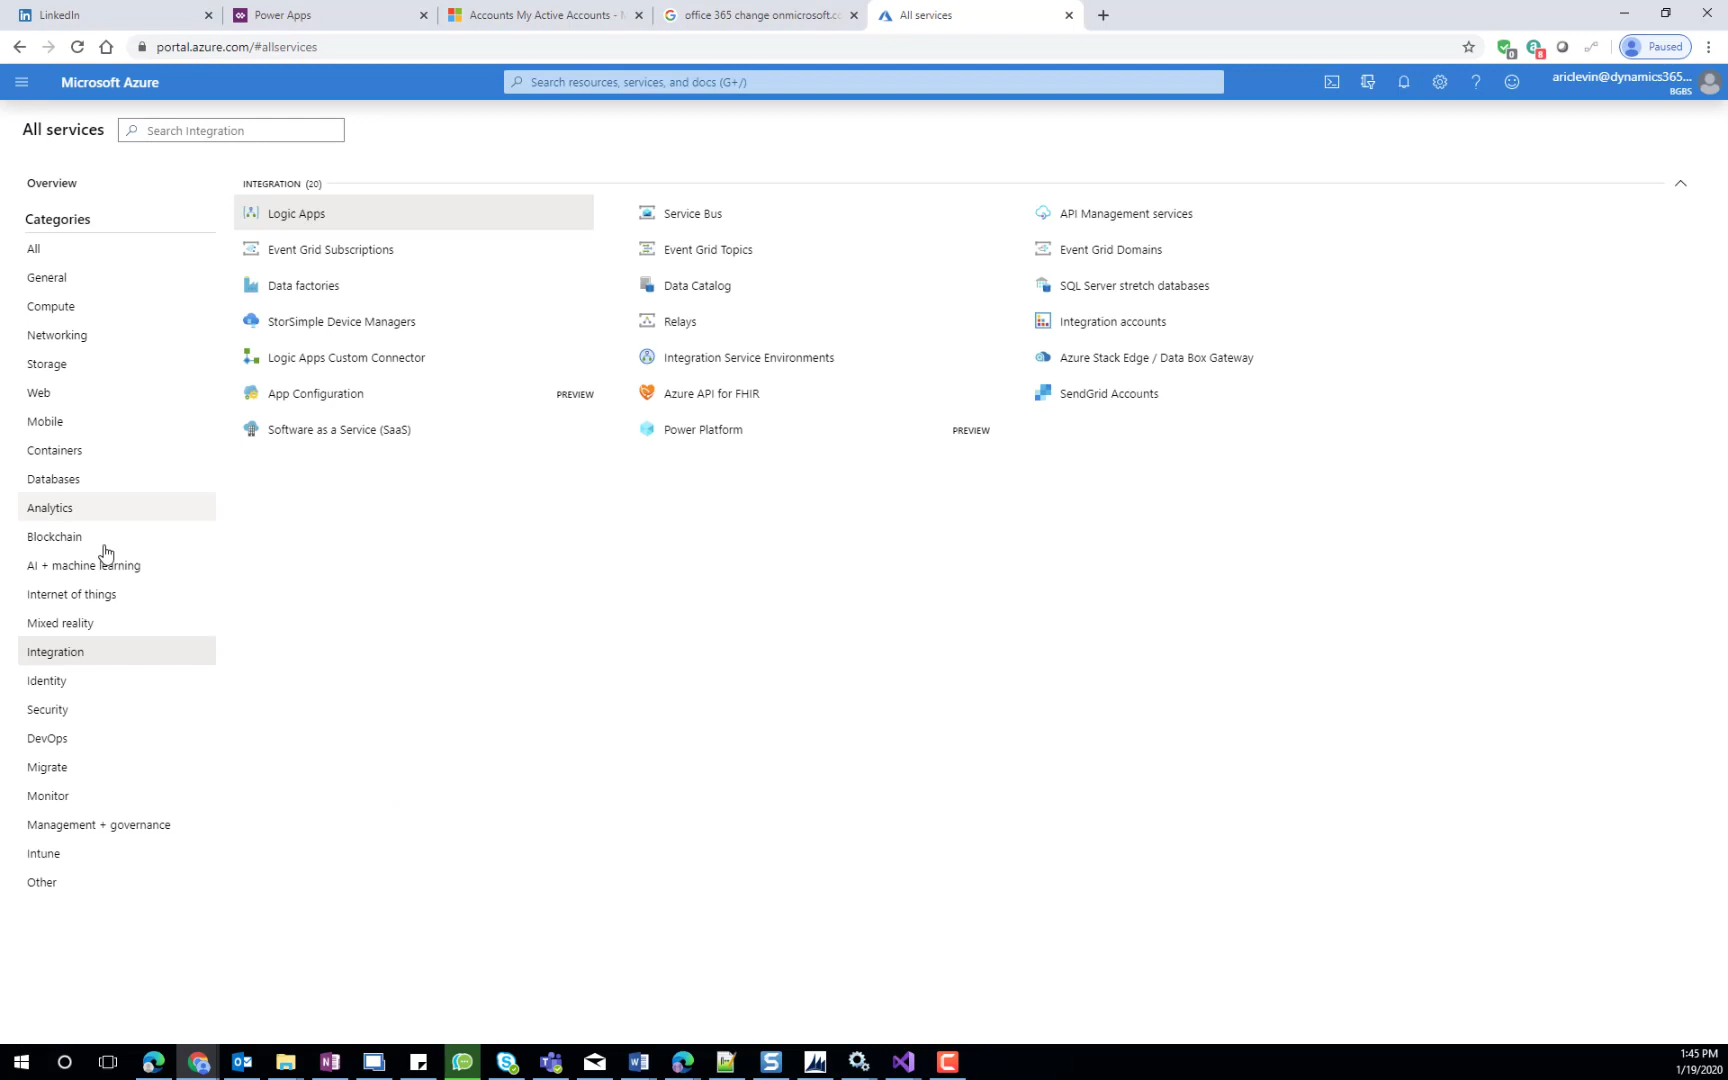 LinkedIn
Power Apps
Accounts My Active Accounts -
office 365 change onmicrosoft.co
All services
portal.azure.com/#allservices
0
8
Paused
Microsoft Azure
Search resources, services, and docs (G+/)
ariclevin@dynamics365...
BGBS
All services
Search Integration
Overview
Categories
All
General
Compute
Networking
Storage
Web
Mobile
Containers
Databases
Analytics
Blockchain
AI + machine learning
Internet of things
Mixed reality
Integration
Identity
Security
DevOps
Migrate
Monitor
Management + governance
Intune
Other
INTEGRATION (20)
Logic Apps
Service Bus
API Management services
Event Grid Subscriptions
Event Grid Topics
Event Grid Domains
Data factories
Data Catalog
SQL Server stretch databases
StorSimple Device Managers
Relays
Integration accounts
Logic Apps Custom Connector
Integration Service Environments
Azure Stack Edge / Data Box Gateway
App Configuration PREVIEW
Azure API for FHIR
SendGrid Accounts
Software as a Service (SaaS)
Power Platform PREVIEW
1:45 PM
1/19/2020